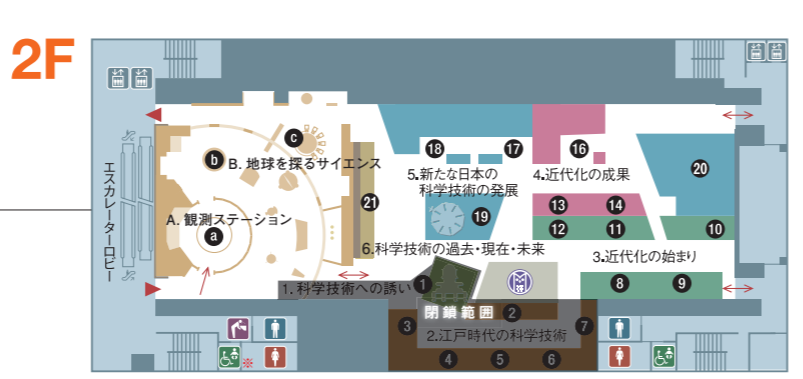 2F
c
b
B. 地球を探るサイエンス
18
17
16
5.新たな日本の
科学技術の発展
4.近代化の成果
20
21
エスカレーターロビー
A. 観測ステーション
a
19
13
14
12
11
10
6.科学技術の過去・現在・未来
3.近代化の始まり
1. 科学技術への誘い
1
8
9
閉鎖範囲
2
3
7
2.江戸時代の科学技術
4
5
6
※